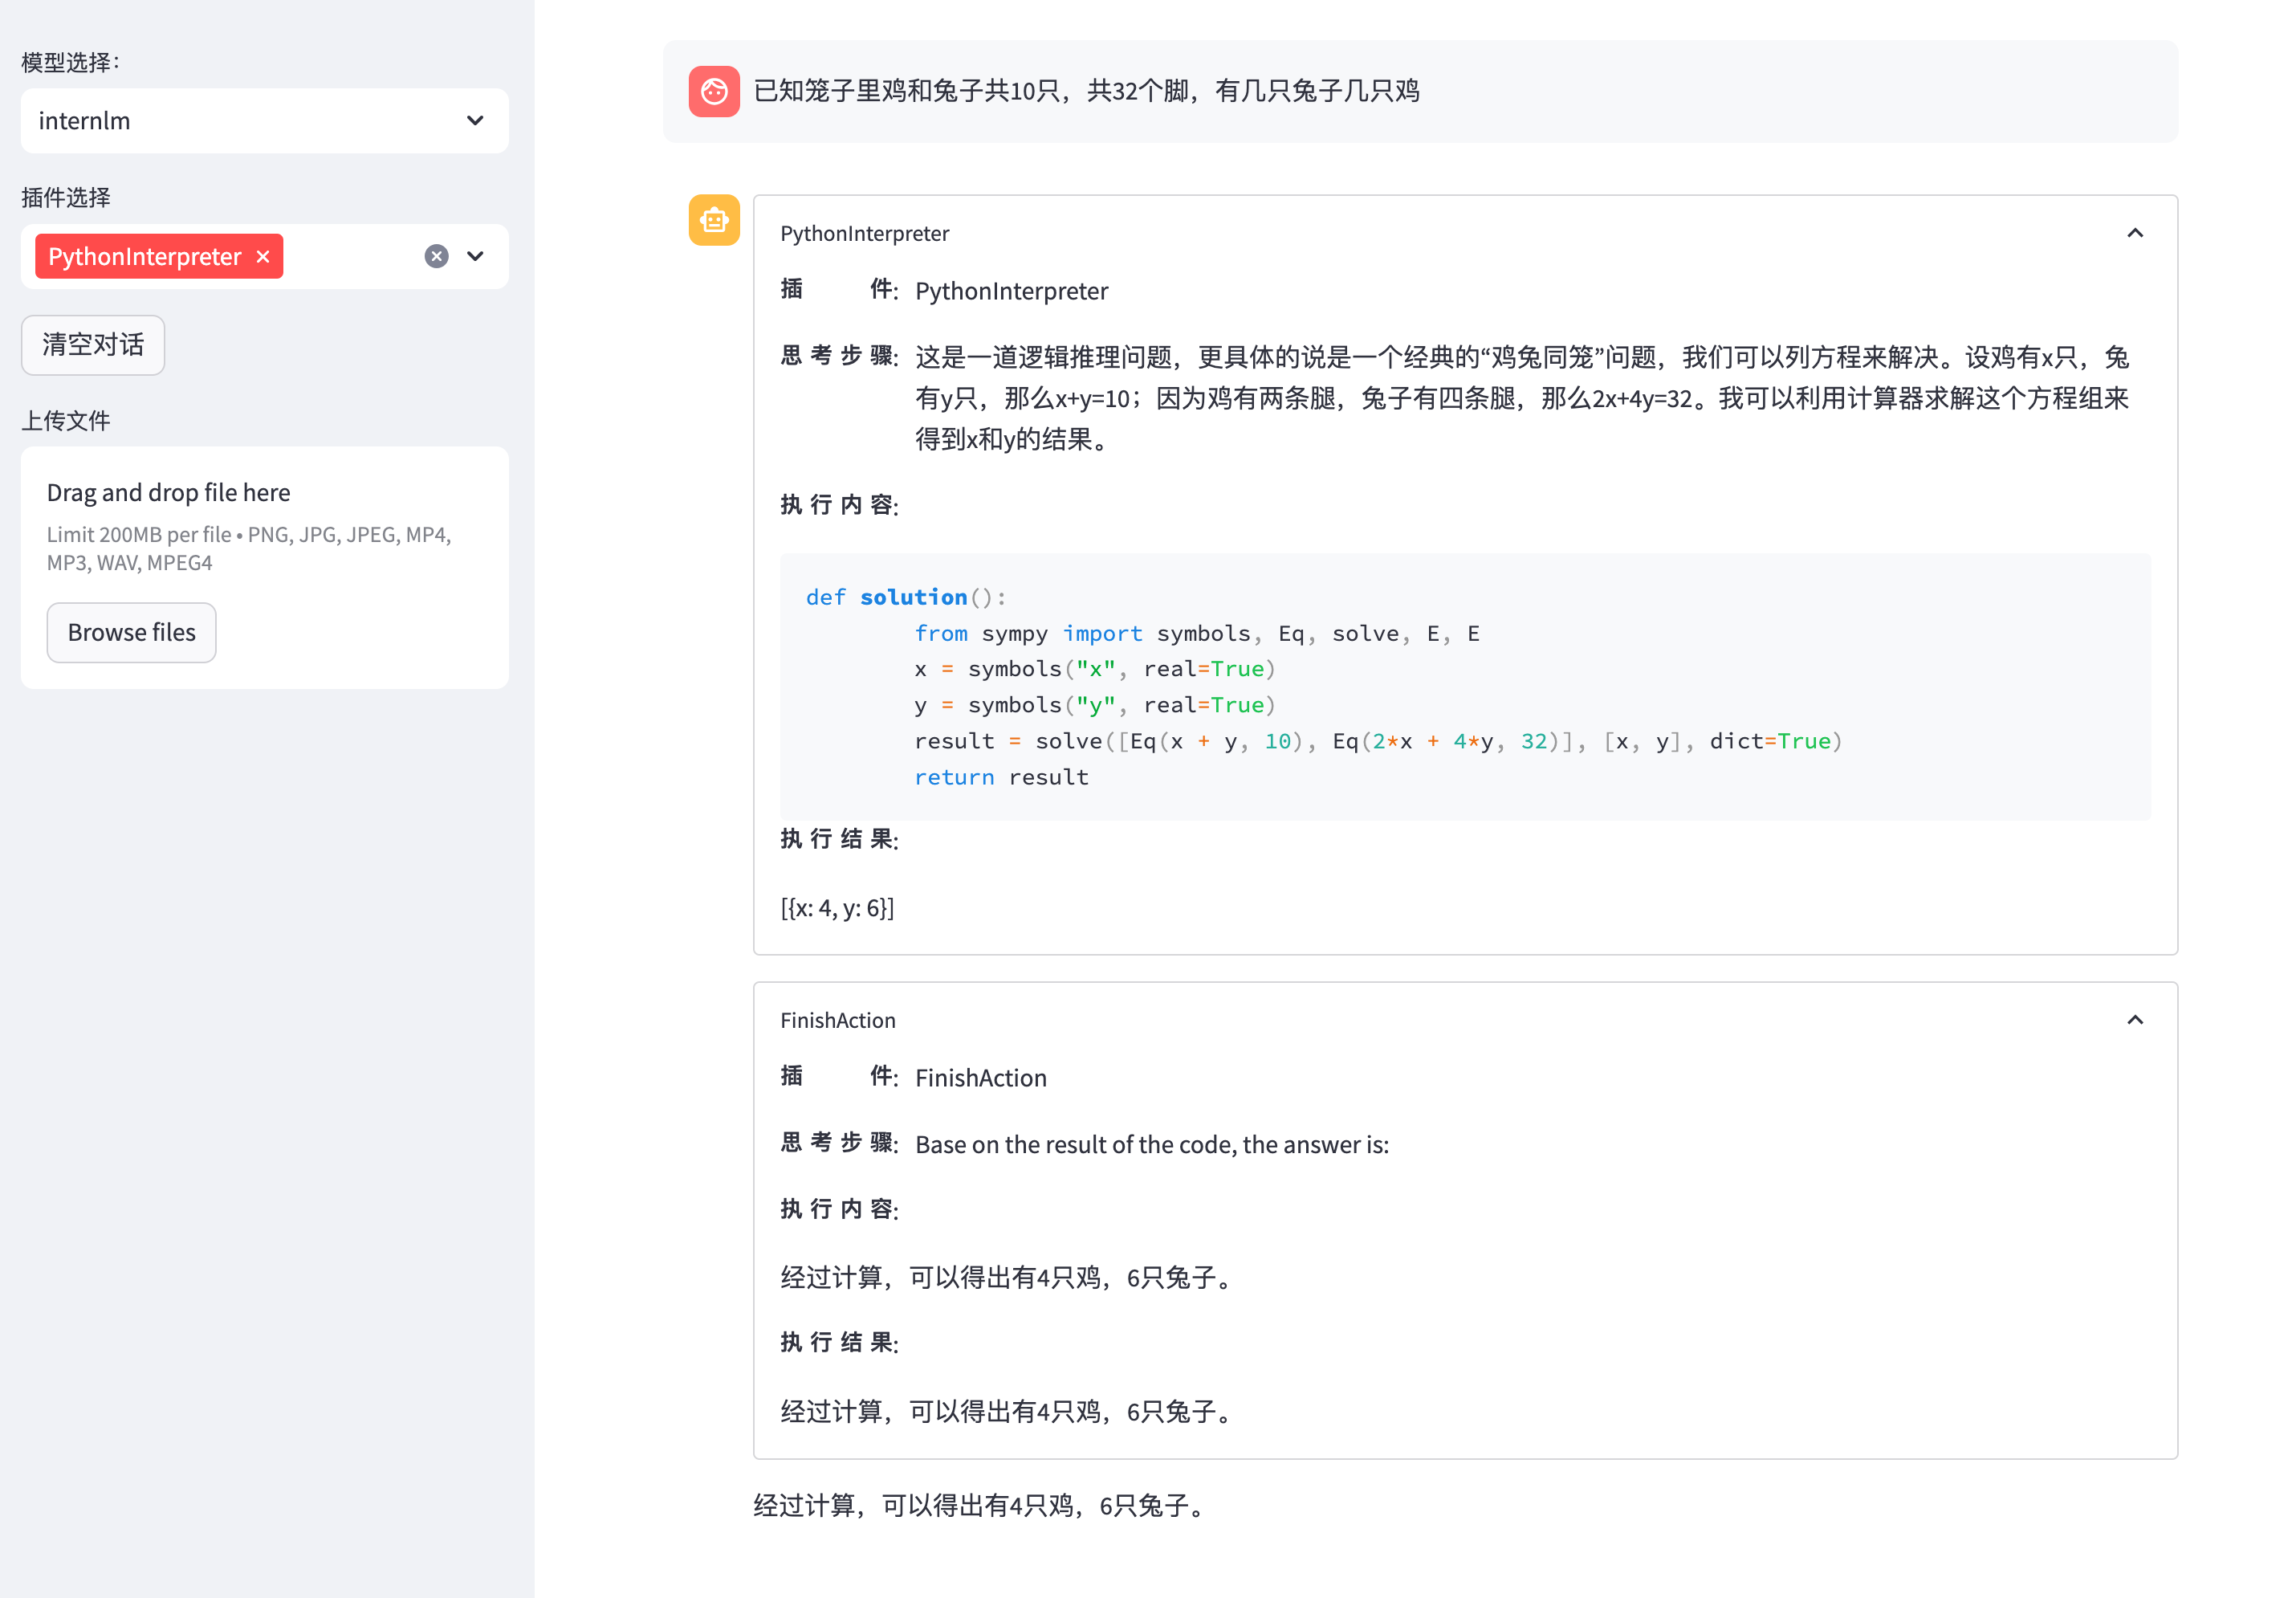 模型选择：
internlm
插件选择
PythonInterpreter
清空对话
上传文件
Drag and drop file here
Limit 200MB per file • PNG, JPG, JPEG, MP4,
MP3, WAV, MPEG4
Browse files
已知笼子里鸡和兔子共10只，共32个脚，有几只兔子几只鸡
PythonInterpreter
插 件: PythonInterpreter
思 考 步 骤: 这是一道逻辑推理问题，更具体的说是一个经典的“鸡兔同笼”问题，我们可以列方程来解决。设鸡有x只，兔
有y只，那么x+y=10；因为鸡有两条腿，兔子有四条腿，那么2x+4y=32。我可以利用计算器求解这个方程组来
得到x和y的结果。
执 行 内 容:
def solution():
from sympy import symbols, Eq, solve, E, E
x = symbols("x", real=True)
y = symbols("y", real=True)
result = solve([Eq(x + y, 10), Eq(2*x + 4*y, 32)], [x, y], dict=True)
return result
执 行 结 果:
[{x: 4, y: 6}]
FinishAction
插 件: FinishAction
思 考 步 骤: Base on the result of the code, the answer is:
执 行 内 容:
经过计算，可以得出有4只鸡，6只兔子。
执 行 结 果:
经过计算，可以得出有4只鸡，6只兔子。
经过计算，可以得出有4只鸡，6只兔子。